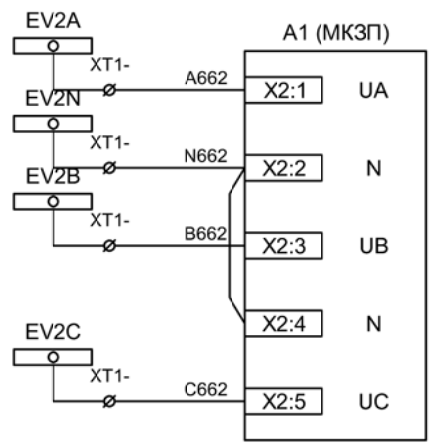 EV2A
A1 (МКЗП)
XT1-
A662
X2:1
UA
EV2N
XT1-
N662
X2:2
N
EV2B
XT1-
B662
X2:3
UB
X2:4
N
EV2C
XT1-
C662
X2:5
UC